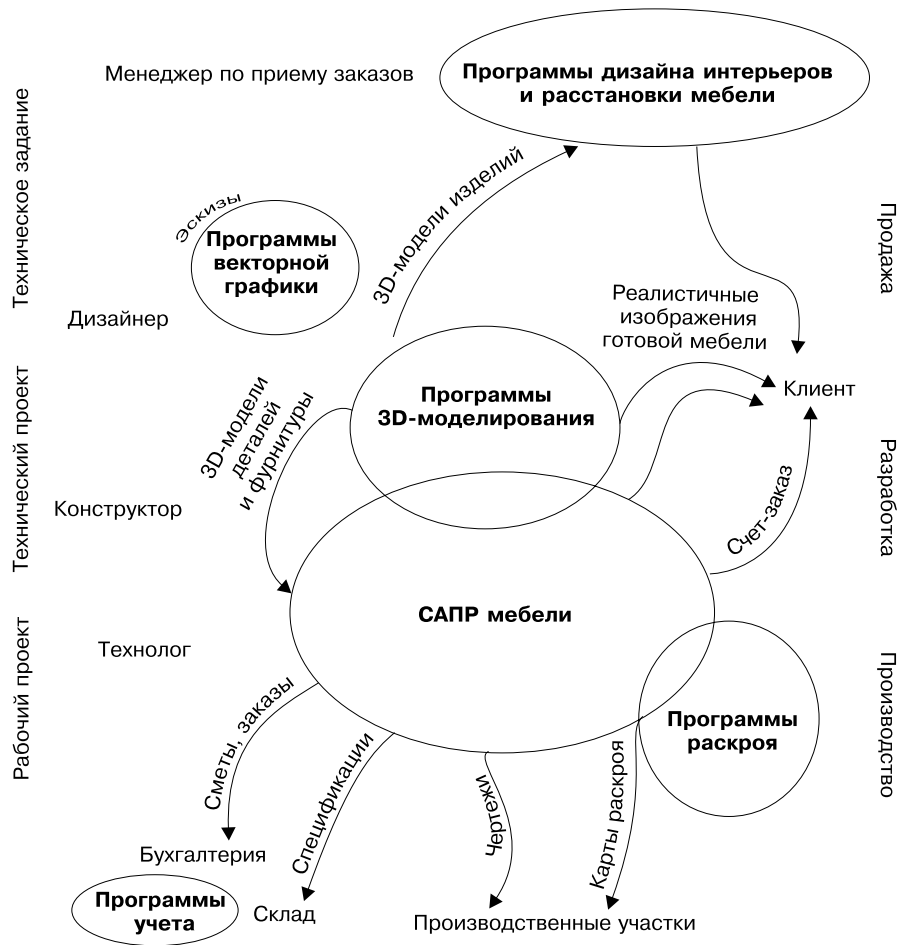 Менеджер по приему заказов
Программы дизайна интерьеров
и расстановки мебели
Техническое задание
Эскизы
Программы
векторной
графики
3D-модели изделий
Продажа
Дизайнер
Реалистичные
изображения
готовой мебели
Клиент
Программы
3D-моделирования
3D-модели
деталей
и фурнитуры
Технический проект
Конструктор
Счет-заказ
Разработка
САПР мебели
Технолог
Рабочий проект
Сметы, заказы
Спецификации
Чертежи
Карты раскроя
Программы
раскроя
Производство
Бухгалтерия
Программы
учета
Склад
Производственные участки